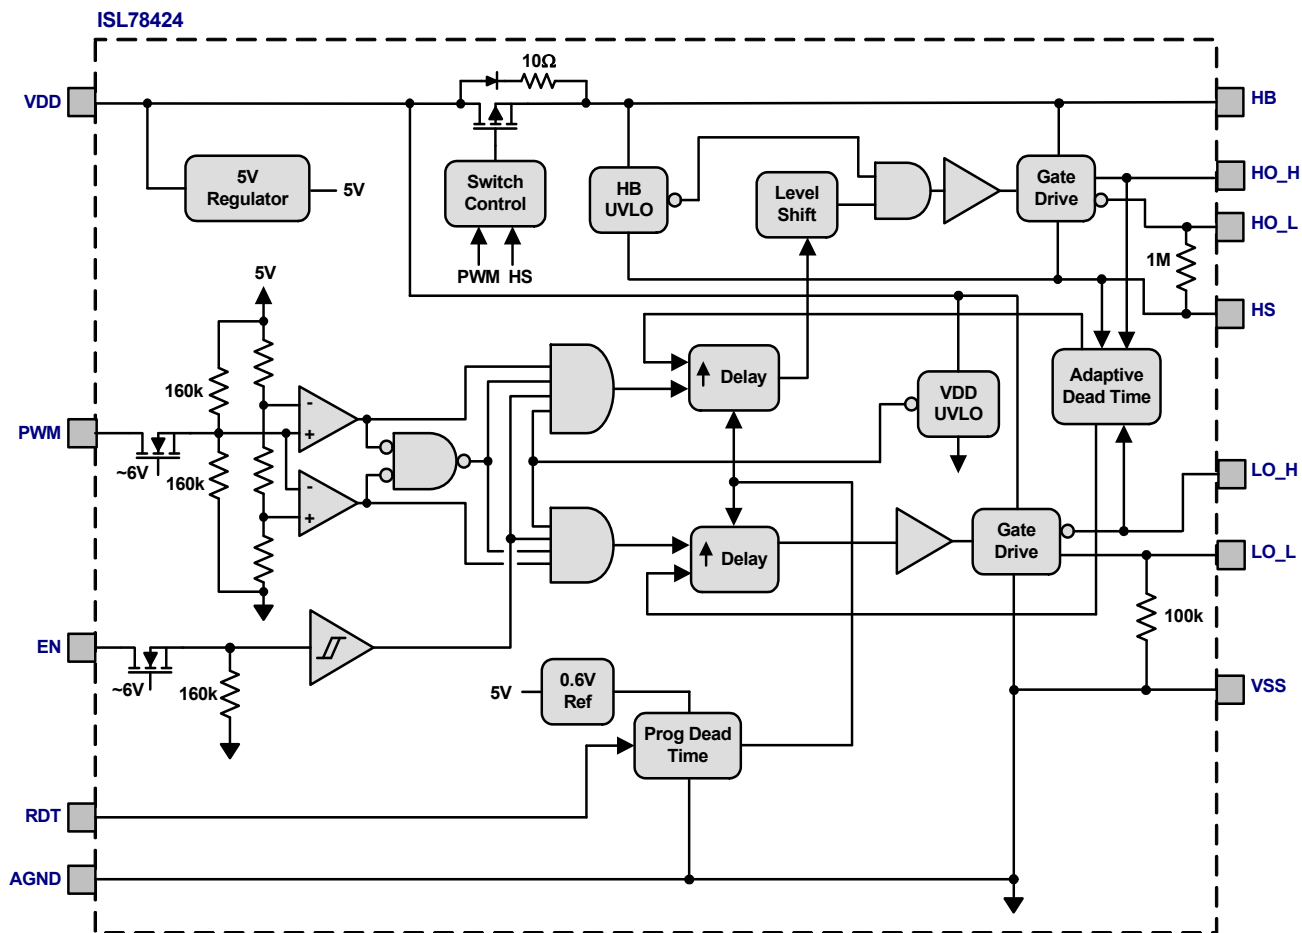 ISL78424
10Ω
VDD
HB
5V
Regulator
5V
Switch
Control
HB
UVLO
Level
Shift
Gate
Drive
HO_H
HO_L
1M
PWM HS
HS
5V
160k
-
+
Delay
VDD
UVLO
Adaptive
Dead Time
PWM
~6V
160k
-
+
LO_H
Delay
Gate
Drive
LO_L
100k
EN
~6V
160k
5V
0.6V
Ref
VSS
Prog Dead
Time
RDT
AGND